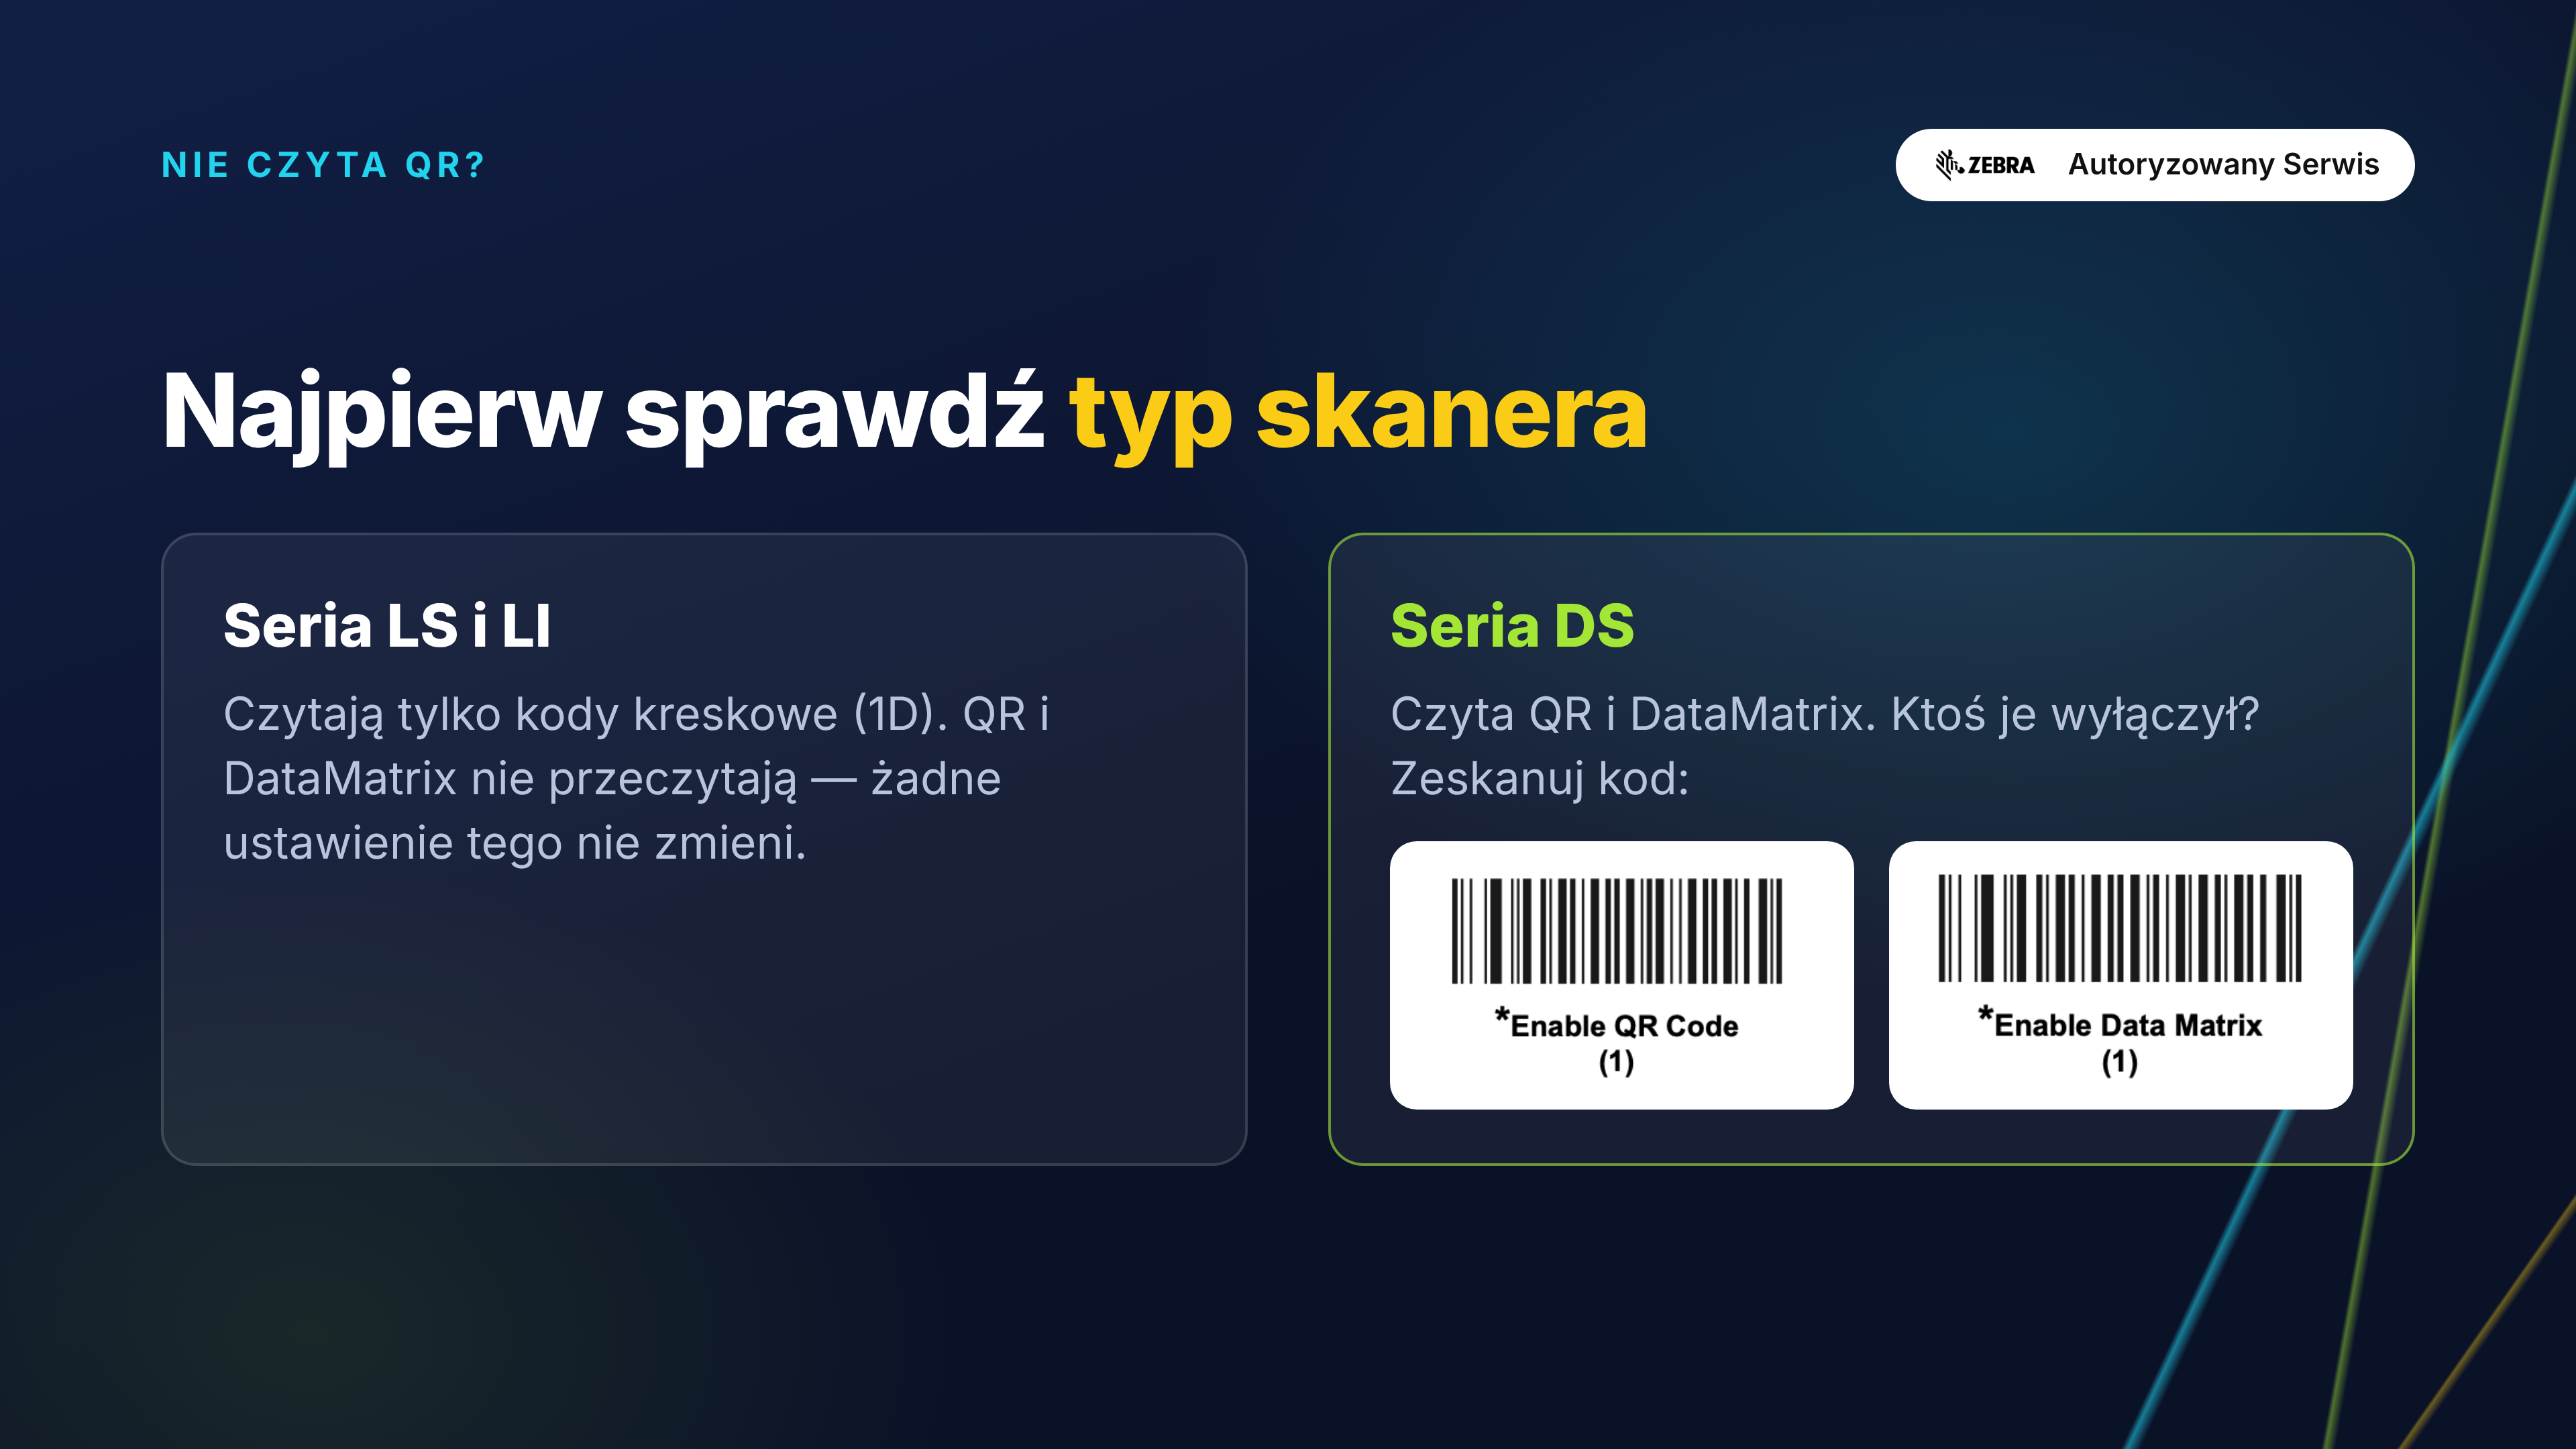 NIE CZYTA QR?
ZEBRA Autoryzowany Serwis
Najpierw sprawdź typ skanera
Seria LS i LI
Czytają tylko kody kreskowe (1D). QR i
DataMatrix nie przeczytają — żadne
ustawienie tego nie zmieni.
Seria DS
Czyta QR i DataMatrix. Ktoś je wyłączył?
Zeskanuj kod:
*Enable QR Code
(1)
*Enable Data Matrix
(1)